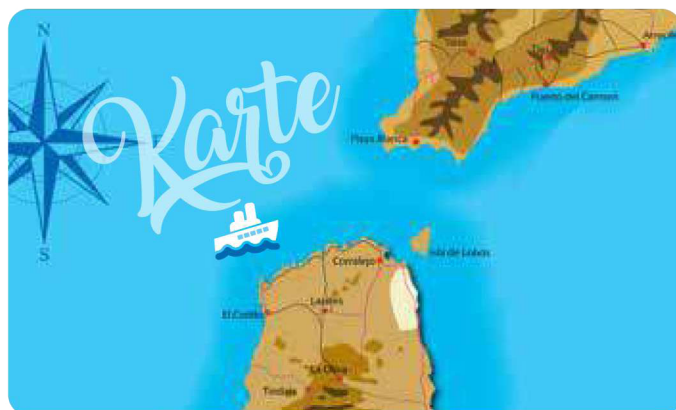 N
Karte
E
S
Puerto del Carmen
Playa Blanca
Isla de Lobos
Corralejo
Lajares
El Cotillo
La Oliva
Tindaya